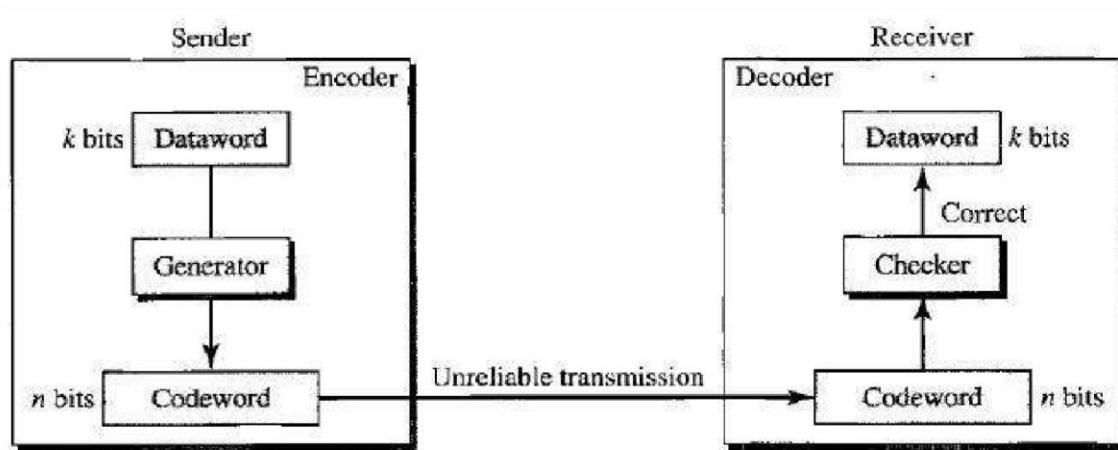 Sender
Encoder
k bits
Dataword
Generator
n bits
Codeword
Unreliable transmission
Receiver
Decoder
Dataword
k bits
Correct
Checker
Codeword
n bits